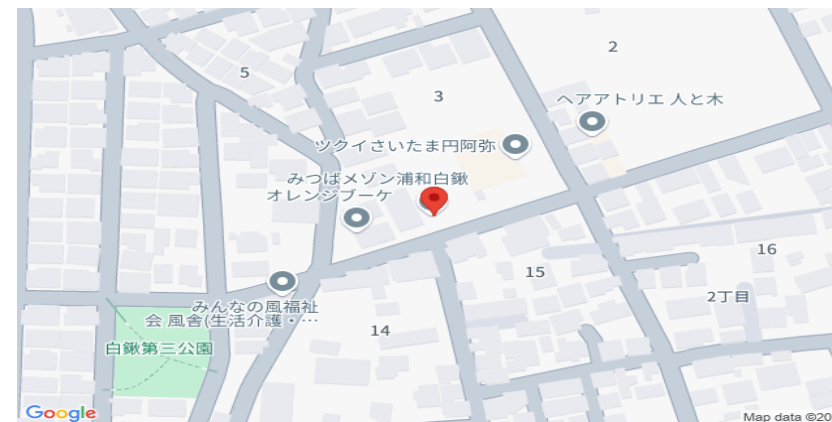 2
5
3
ヘアアトリエ 人と木
ツクイさいたま円阿弥
みつばメゾン浦和白鍬
オレンジブーケ
16
15
2丁目
みんなの風福祉
会 風舎(生活介護・…
14
白鍬第三公園
Google
Map data ©20